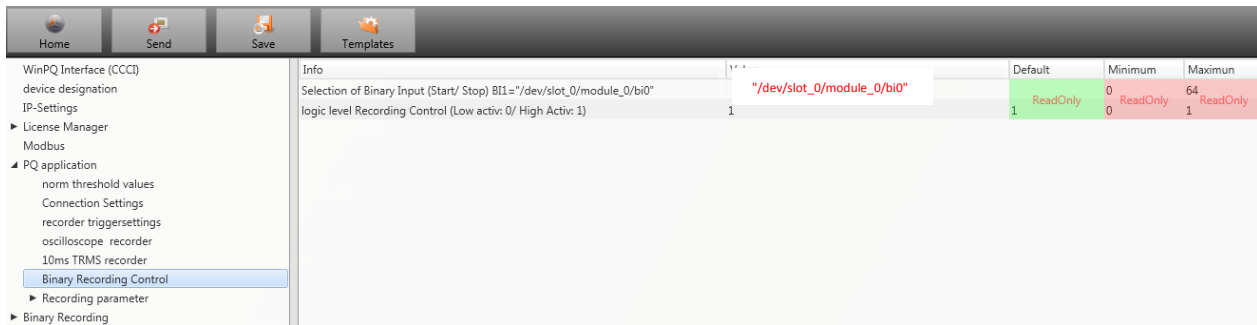 Home Send Save Templates
WinPQ Interface (CCCI)
device designation
IP-Settings
License Manager
Modbus
PQ application
norm threshold values
Connection Settings
recorder triggersettings
oscilloscope recorder
10ms TRMS recorder
Binary Recording Control
Recording parameter
Binary Recording
Info Default Minimum Maximun
Selection of Binary Input (Start/ Stop) BI1="/dev/slot_0/module_0/bi0" "/dev/slot_0/module_0/bi0" 0 64
ReadOnly ReadOnly ReadOnly
logic level Recording Control (Low activ: 0/ High Activ: 1) 1 1 0 1